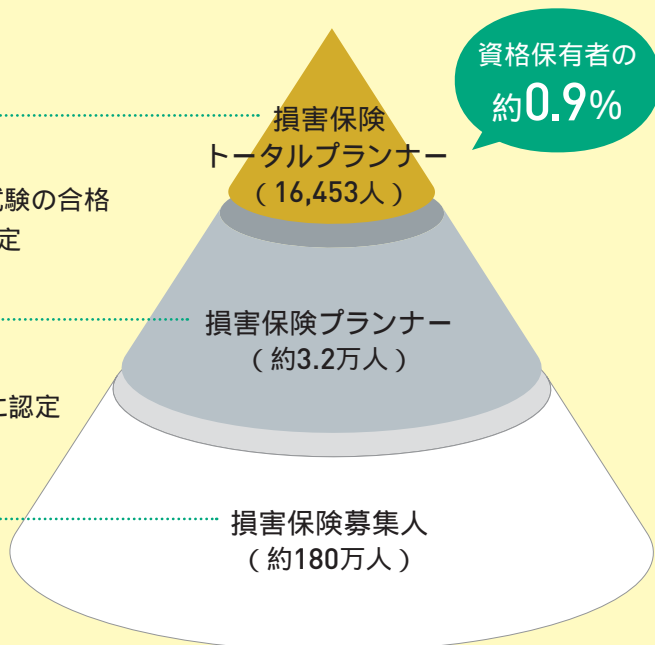 資格保有者の
約0.9%
損害保険
トータルプランナー
（16,453人）
試験の合格
定
損害保険プランナー
（約3.2万人）
に認定
損害保険募集人
（約180万人）